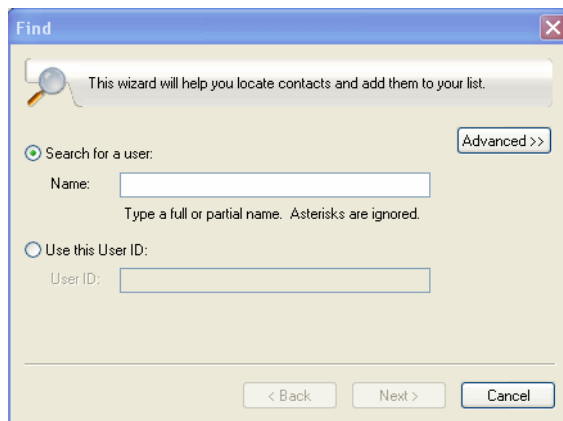 Find
This wizard will help you locate contacts and add them to your list.
Advanced >>
Search for a user:
Name:
Type a full or partial name.  Asterisks are ignored.
Use this User ID:
User ID:
< Back
Next >
Cancel